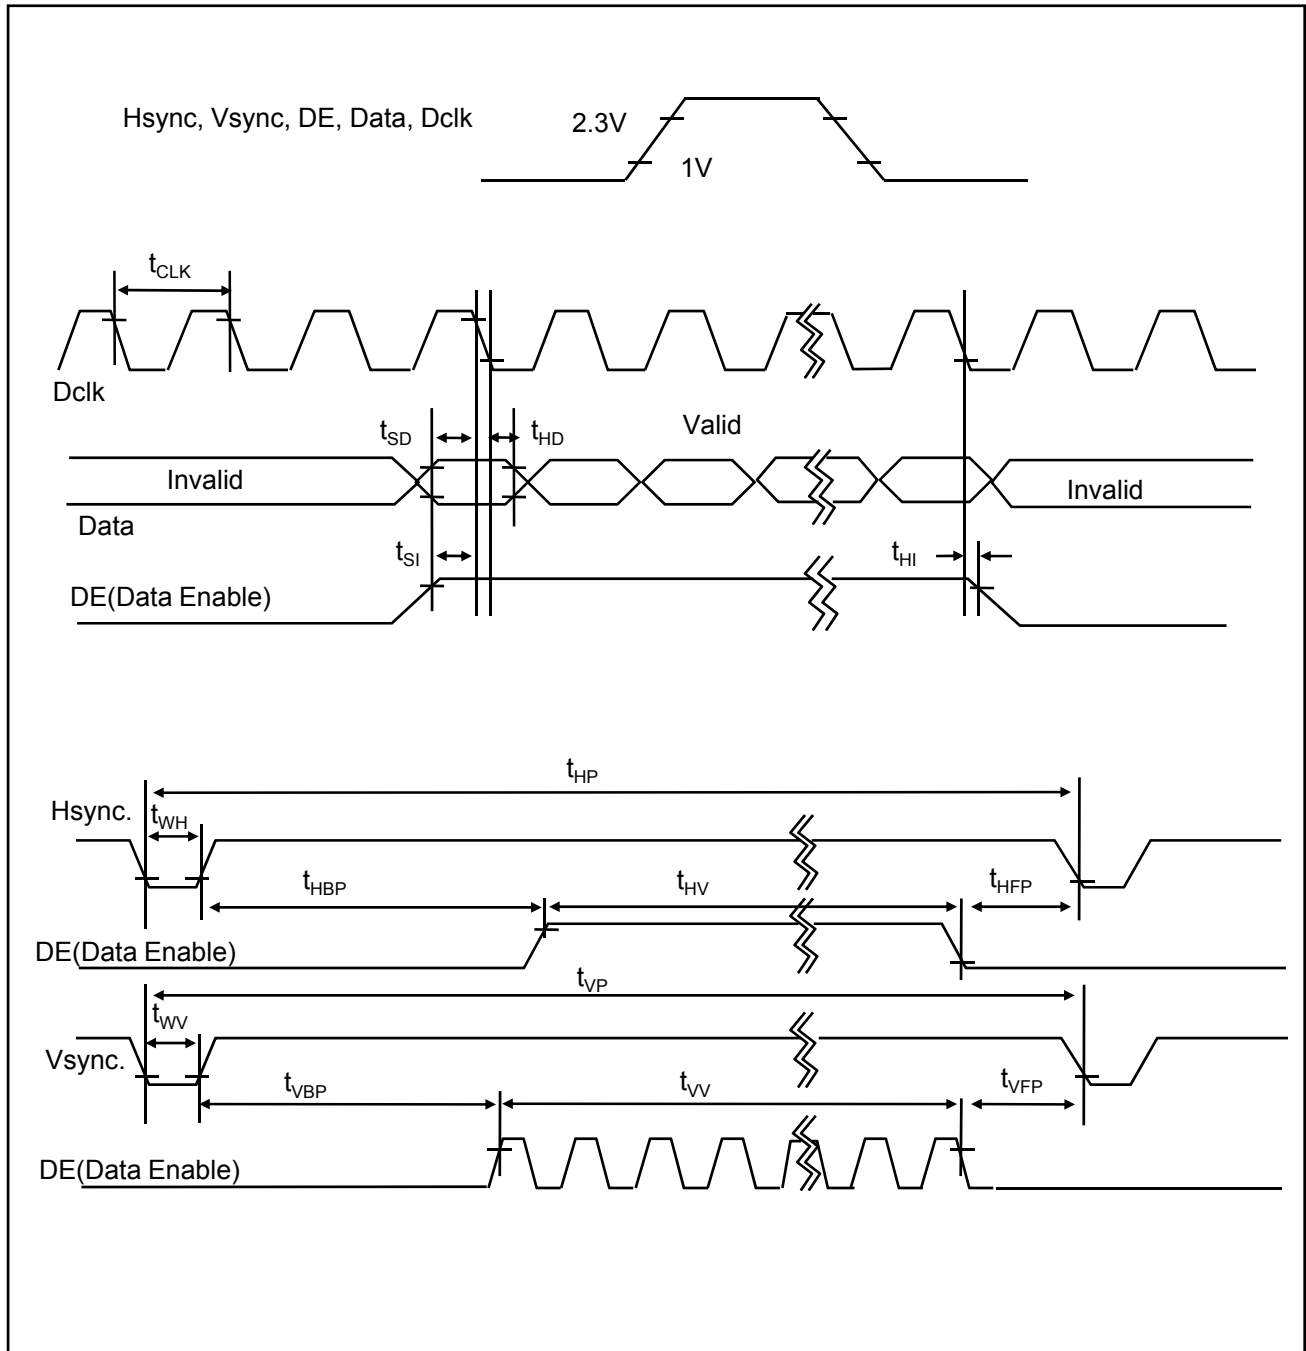 Hsync, Vsync, DE, Data, Dclk
2.3V
1V
tCLK
Dclk
tSD
tHD
Valid
Invalid
Invalid
Data
tSI
tHI
DE(Data Enable)
tHP
Hsync.
tWH
tHBP
tHV
tHFP
DE(Data Enable)
tVP
tWV
Vsync.
tVBP
tVV
tVFP
DE(Data Enable)